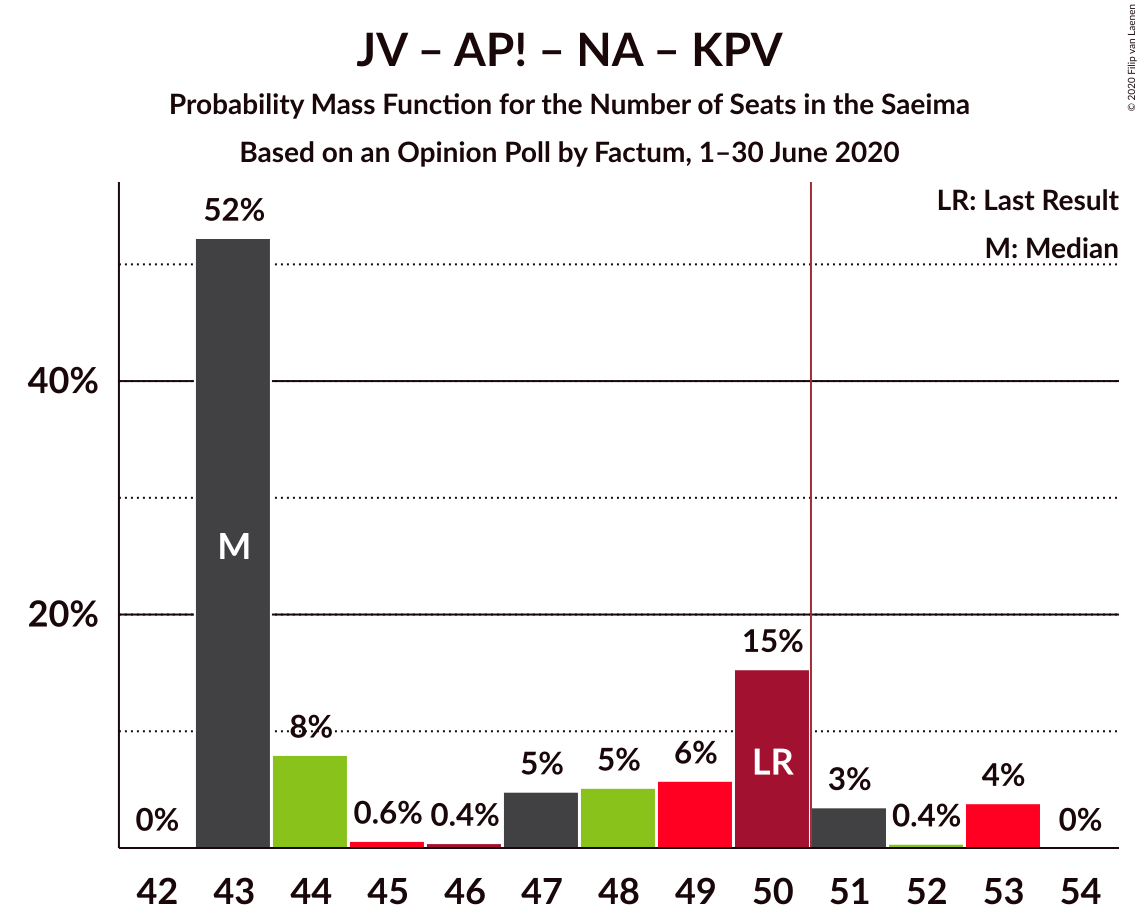 JV – AP! – NA – KPV
Probability Mass Function for the Number of Seats in the Saeima
Based on an Opinion Poll by Factum, 1–30 June 2020
© 2020 Filip van Laenen
LR: Last Result
M: Median
52%
40%
M
20%
15%
8%
LR
5%
5%
6%
3%
4%
0%
0.6%
0.4%
0.4%
0%
42 43 44 45 46 47 48 49 50 51 52 53 54